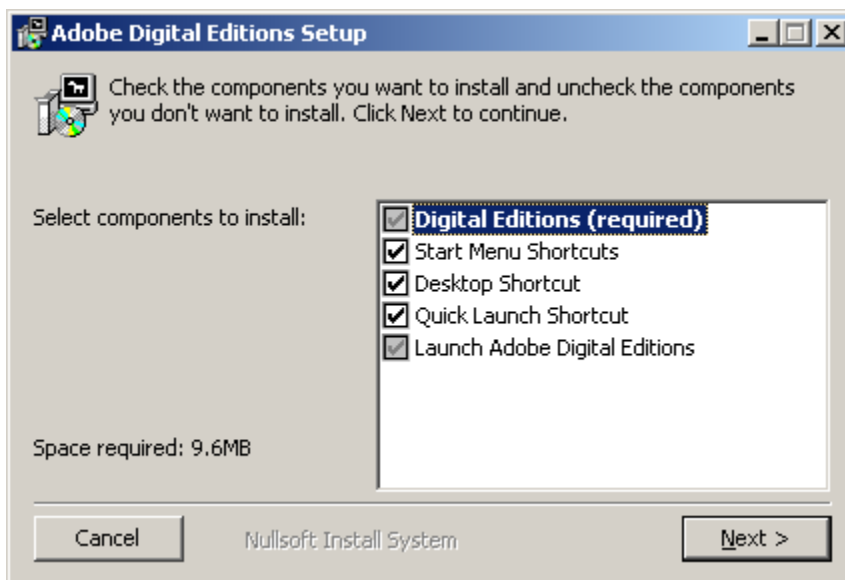 Adobe Digital Editions Setup
Check the components you want to install and uncheck the components
you don't want to install. Click Next to continue.
Select components to install:
Digital Editions (required)
Start Menu Shortcuts
Desktop Shortcut
Quick Launch Shortcut
Launch Adobe Digital Editions
Space required: 9.6MB
Cancel
Nullsoft Install System
Next >